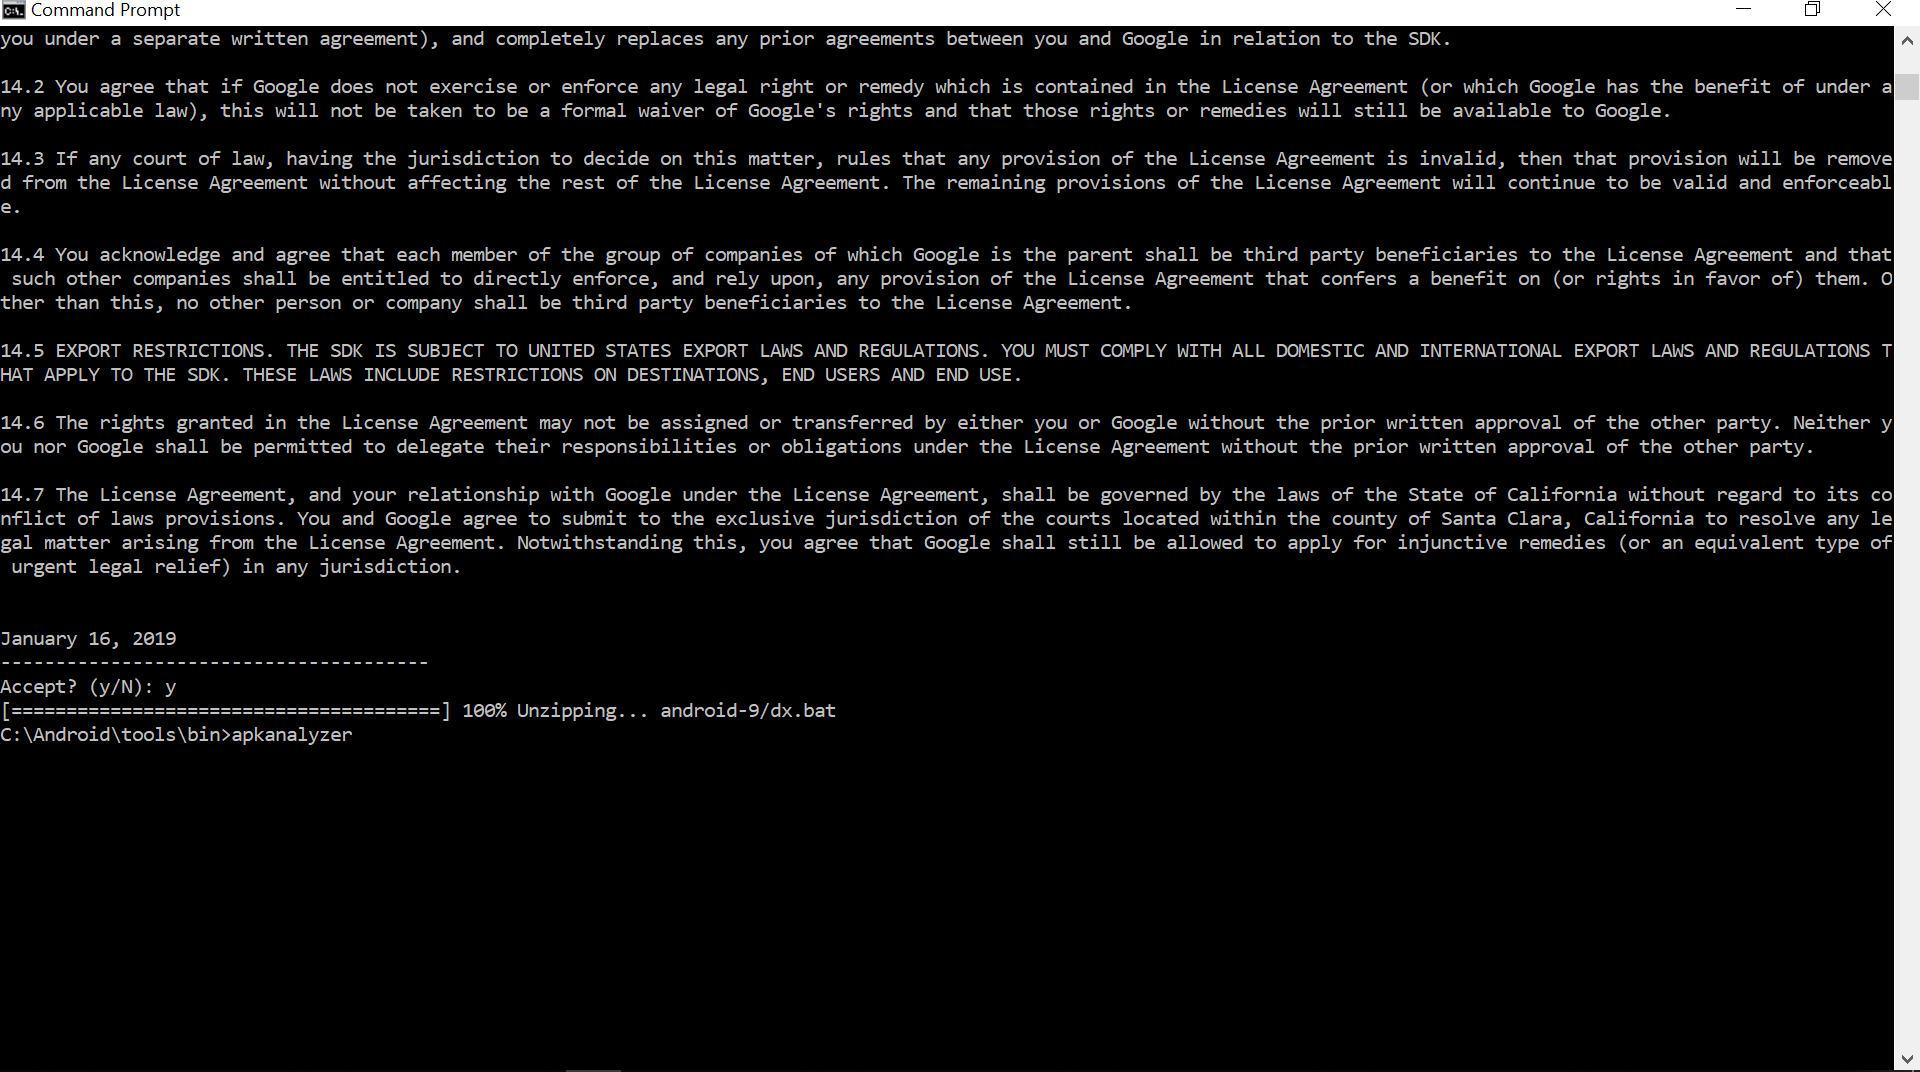 Command Prompt
you under a separate written agreement), and completely replaces any prior agreements between you and Google in relation to the SDK.
14.2 You agree that if Google does not exercise or enforce any legal right or remedy which is contained in the License Agreement (or which Google has the benefit of under a
ny applicable law), this will not be taken to be a formal waiver of Google's rights and that those rights or remedies will still be available to Google.
14.3 If any court of law, having the jurisdiction to decide on this matter, rules that any provision of the License Agreement is invalid, then that provision will be remove
d from the License Agreement without affecting the rest of the License Agreement. The remaining provisions of the License Agreement will continue to be valid and enforceabl
e.
14.4 You acknowledge and agree that each member of the group of companies of which Google is the parent shall be third party beneficiaries to the License Agreement and that
such other companies shall be entitled to directly enforce, and rely upon, any provision of the License Agreement that confers a benefit on (or rights in favor of) them. O
ther than this, no other person or company shall be third party beneficiaries to the License Agreement.
14.5 EXPORT RESTRICTIONS. THE SDK IS SUBJECT TO UNITED STATES EXPORT LAWS AND REGULATIONS. YOU MUST COMPLY WITH ALL DOMESTIC AND INTERNATIONAL EXPORT LAWS AND REGULATIONS T
HAT APPLY TO THE SDK. THESE LAWS INCLUDE RESTRICTIONS ON DESTINATIONS, END USERS AND END USE.
14.6 The rights granted in the License Agreement may not be assigned or transferred by either you or Google without the prior written approval of the other party. Neither y
ou nor Google shall be permitted to delegate their responsibilities or obligations under the License Agreement without the prior written approval of the other party.
14.7 The License Agreement, and your relationship with Google under the License Agreement, shall be governed by the laws of the State of California without regard to its co
nflict of laws provisions. You and Google agree to submit to the exclusive jurisdiction of the courts located within the county of Santa Clara, California to resolve any le
gal matter arising from the License Agreement. Notwithstanding this, you agree that Google shall still be allowed to apply for injunctive remedies (or an equivalent type of
urgent legal relief) in any jurisdiction.
January 16, 2019
---------------------------------------
Accept? (y/N): y
[=======================================] 100% Unzipping... android-9/dx.bat
C:\Android\tools\bin>apkanalyzer